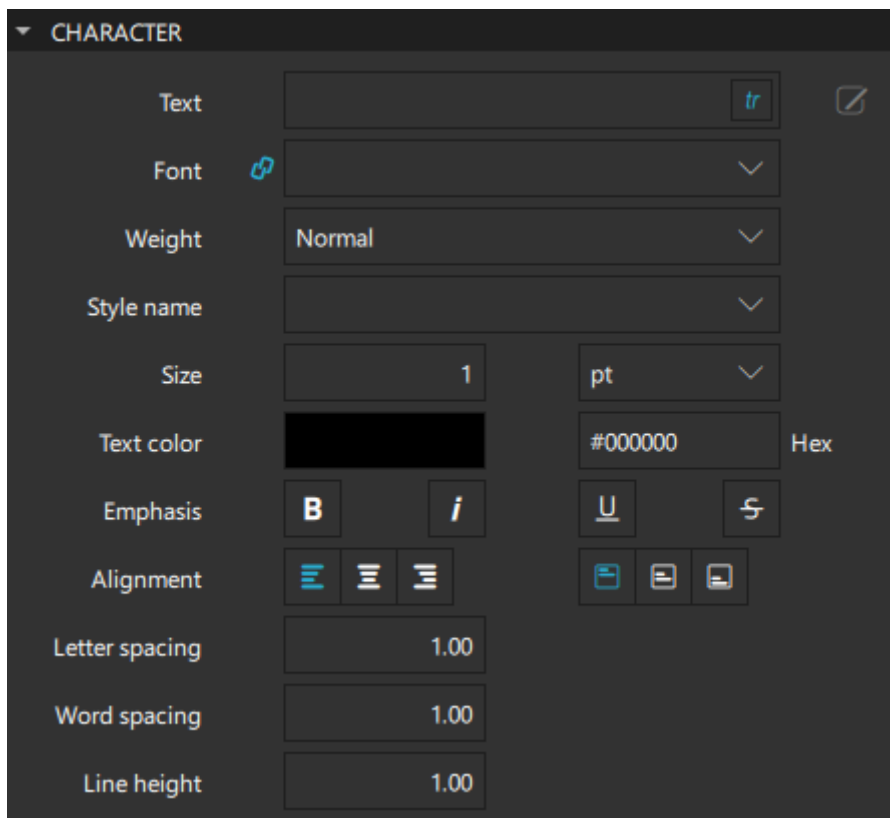 CHARACTER
Text tr
Font
Weight Normal
Style name
Size 1 pt
Text color #000000 Hex
Emphasis B i U S
Alignment
Letter spacing 1.00
Word spacing 1.00
Line height 1.00